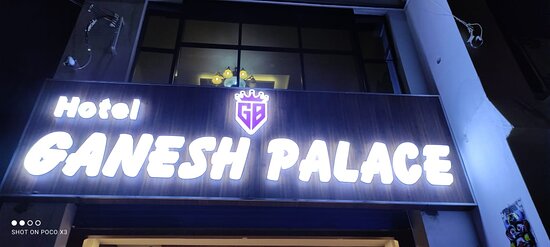 Hotel
GB
GANESH PALACE
SHOT ON POCO X3